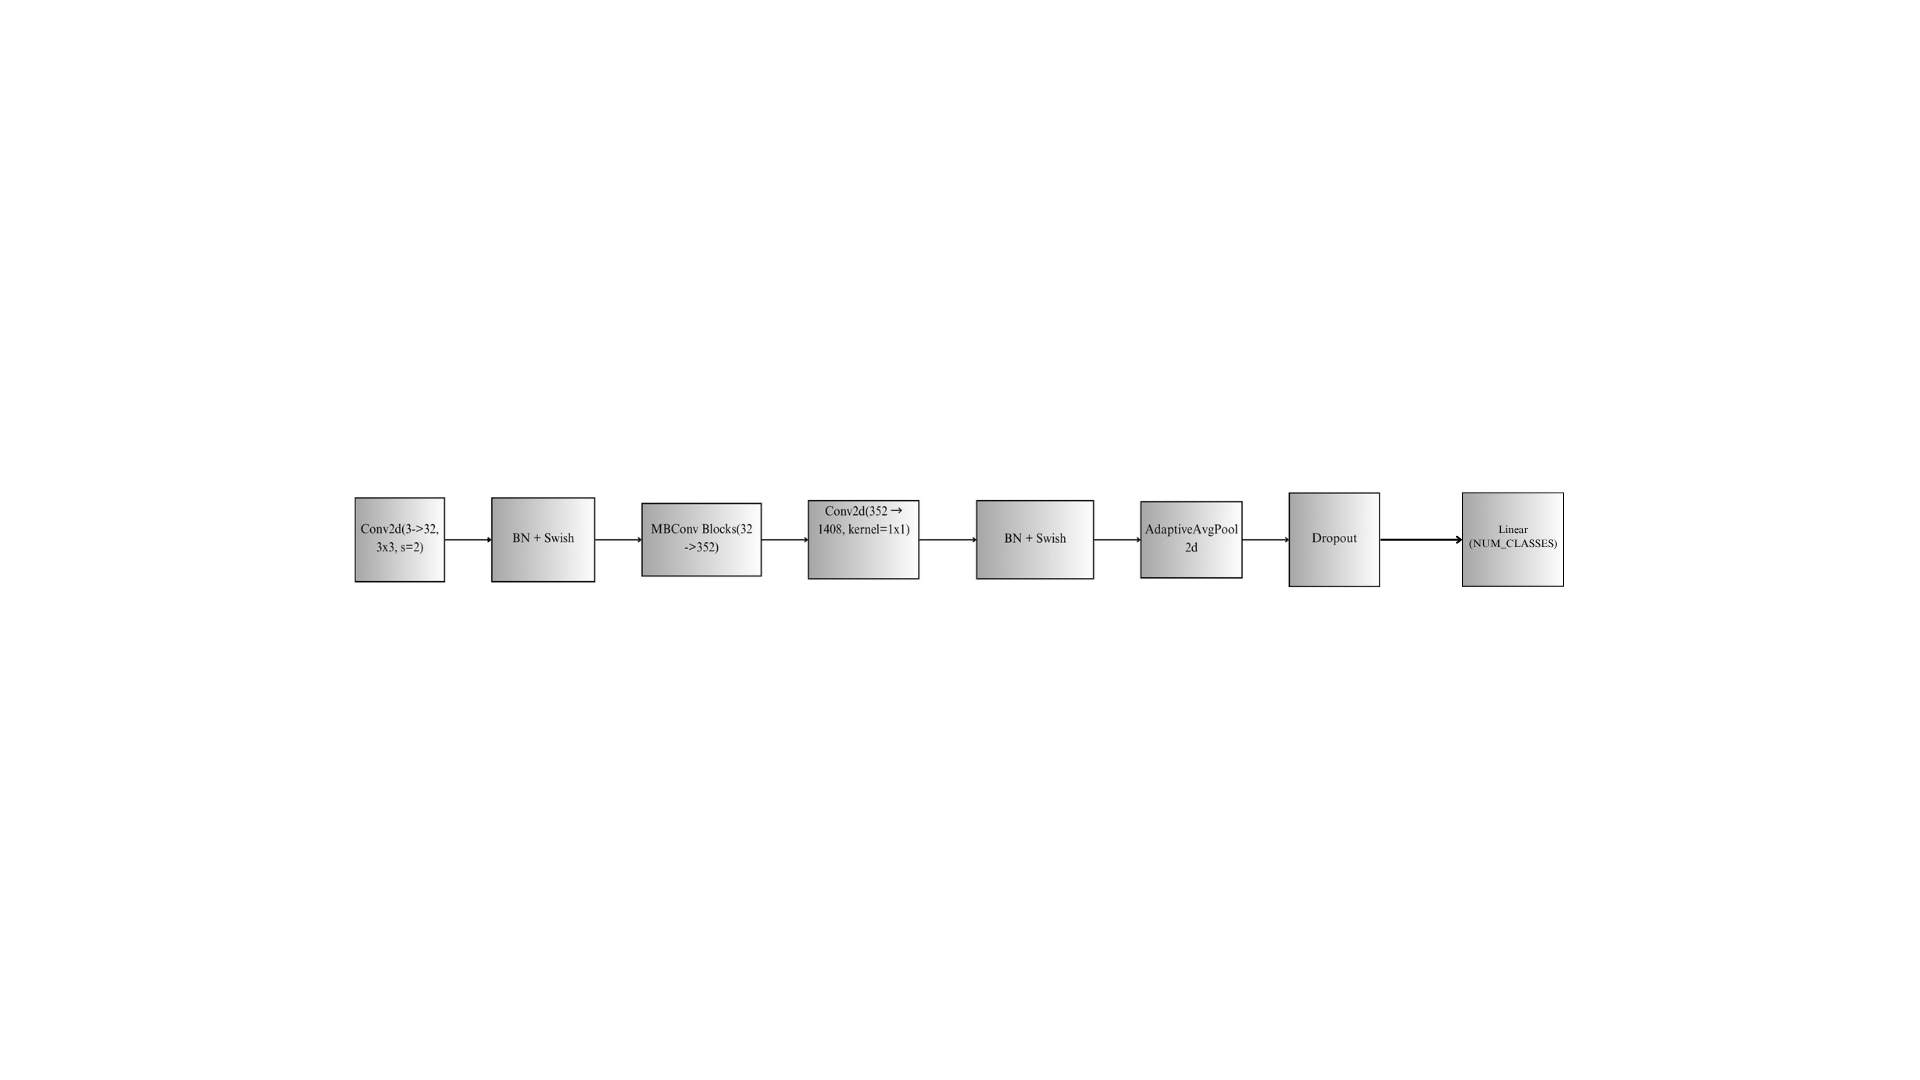 Conv2d(3->32,
3x3, s=2)
BN + Swish
MBConv Blocks(32
->352)
Conv2d(352 →
1408, kernel=1x1)
BN + Swish
AdaptiveAvgPool
2d
Dropout
Linear
(NUM_CLASSES)